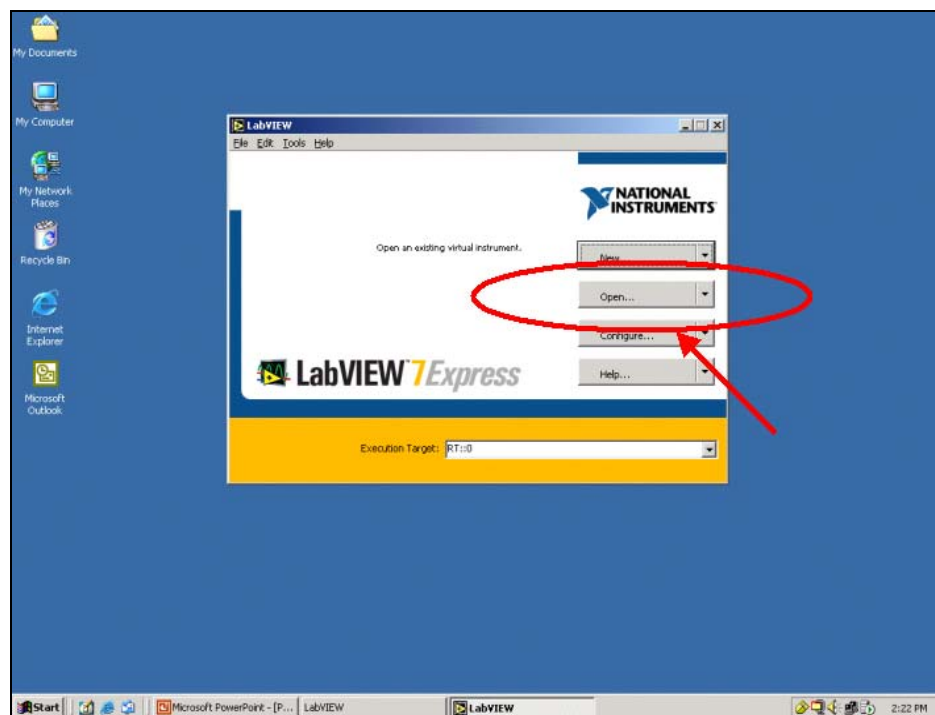 My Documents
My Computer
My Network
Places
Recycle Bin
Internet
Explorer
Microsoft
Outlook
LabVIEW
File Edit Tools Help
NATIONAL
INSTRUMENTS
Open an existing virtual instrument.
New...
Open...
Configure...
LabVIEW 7 Express
Help...
Execution Target: RT::0
Start
Microsoft PowerPoint - [P...
LabVIEW
LabVIEW
2:22 PM